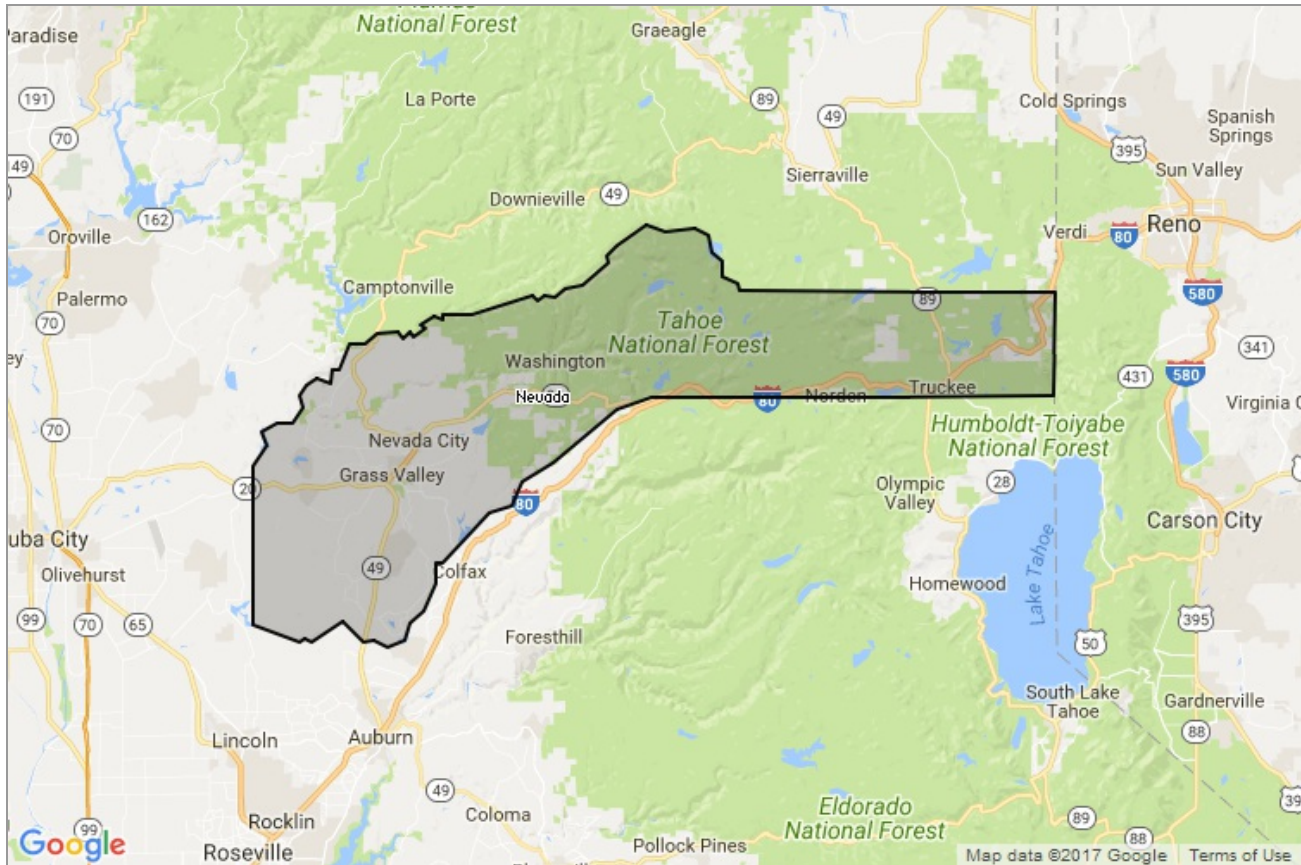 National Forest
Graeagle
Paradise
191
70
La Porte
89
49
Cold Springs
Spanish
Springs
395
Sun Valley
49
Sierraville
Downieville
49
162
Oroville
Verdi
80
Reno
Camptonville
Palermo
70
89
580
Tahoe
National Forest
Washington
341
580
431
Nevada
80
Norden
Truckee
Virginia C
70
Nevada City
Humboldt-Toiyabe
National Forest
Grass Valley
20
80
Olympic
Valley
28
Carson City
uba City
Olivehurst
49
Colfax
Homewood
Lake Tahoe
99
70
65
Foresthill
395
50
South Lake
Tahoe
Gardnerville
88
Lincoln
Auburn
49
Coloma
Eldorado
National Forest
89
88
Rocklin
99
Roseville
Pollock Pines
Google
Map data ©2017 Google
Terms of Use